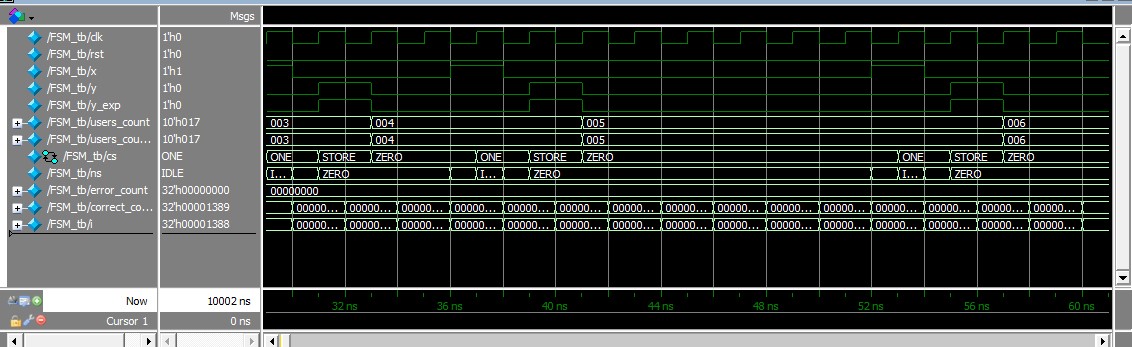 Msgs
/FSM_tb/clk 1'h0
/FSM_tb/rst 1'h0
/FSM_tb/x 1'h1
/FSM_tb/y 1'h0
/FSM_tb/y_exp 1'h0
/FSM_tb/users_count 10'h017 003 004 005 006
/FSM_tb/users_cou... 10'h017 003 004 005 006
/FSM_tb/cs ONE ONE STORE ZERO ONE STORE ZERO ONE STORE ZERO
/FSM_tb/ns IDLE I... ZERO I... ZERO I... ZERO
/FSM_tb/error_count 32'h00000000 00000000
/FSM_tb/correct_co... 32'h00001389 00000... 00000... 00000... 00000... 00000... 00000... 00000... 00000... 00000... 00000... 00000... 00000... 00000... 00000... 00000...
/FSM_tb/i 32'h00001388 00000... 00000... 00000... 00000... 00000... 00000... 00000... 00000... 00000... 00000... 00000... 00000... 00000... 00000... 00000...
Now 10002 ns 32 ns 36 ns 40 ns 44 ns 48 ns 52 ns 56 ns 60 ns
Cursor 1 0 ns